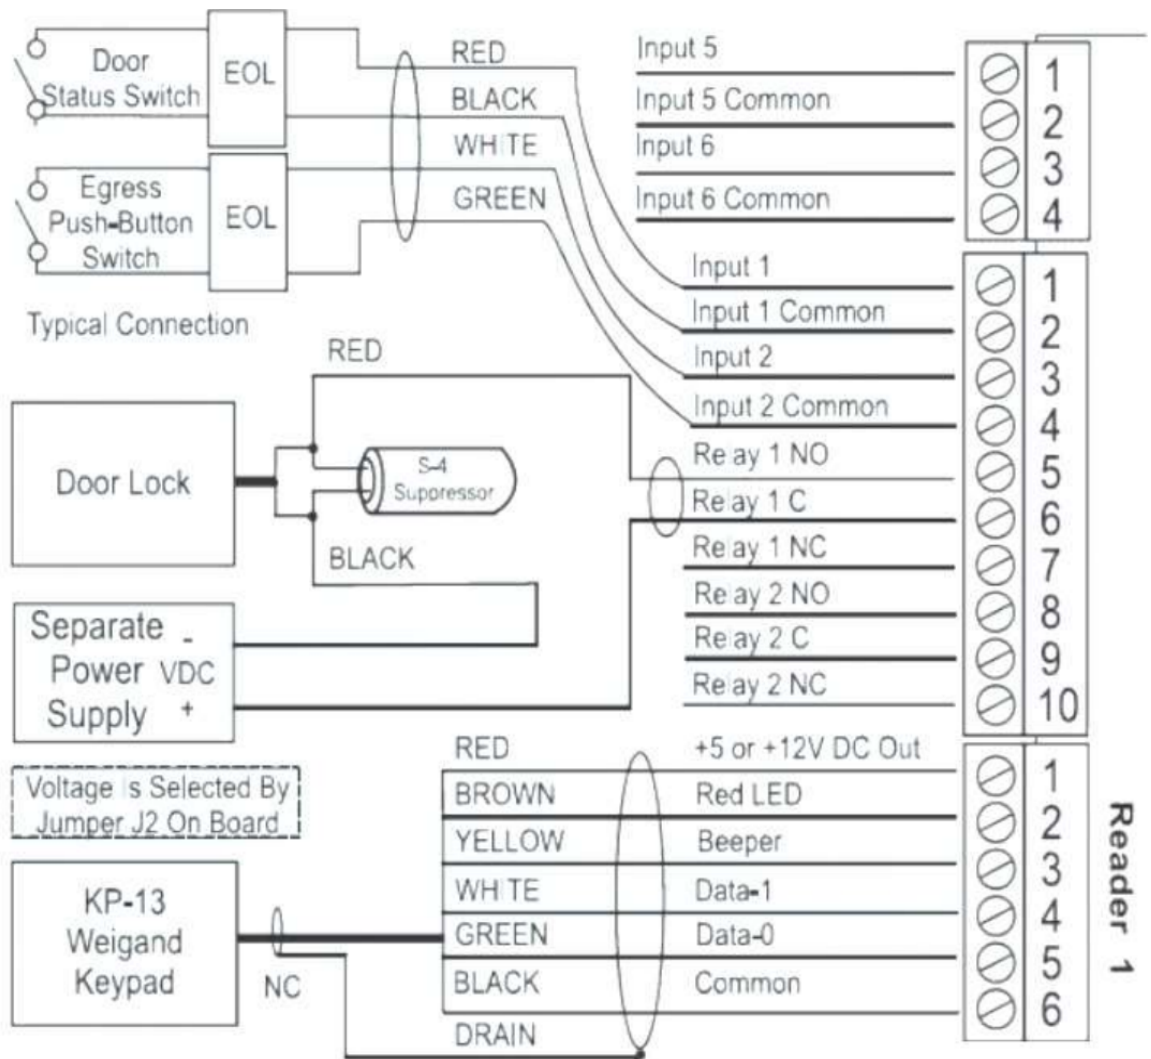 Door
Status Switch
EOL
RED
BLACK
WHITE
GREEN
Egress
Push-Button
Switch
EOL
Typical Connection
Input 5
Input 5 Common
Input 6
Input 6 Common
1
2
3
4
Input 1
Input 1 Common
Input 2
Input 2 Common
Relay 1 NO
Relay 1 C
Relay 1 NC
Relay 2 NO
Relay 2 C
Relay 2 NC
1
2
3
4
5
6
7
8
9
10
RED
Door Lock
S-4
Suppressor
BLACK
Separate -
Power VDC
Supply +
Voltage Is Selected By
Jumper J2 On Board
KP-13
Weigand
Keypad
NC
RED
BROWN
YELLOW
WHITE
GREEN
BLACK
DRAIN
+5 or +12V DC Out
Red LED
Beeper
Data-1
Data-0
Common
1
2
3
4
5
6
Reader 1